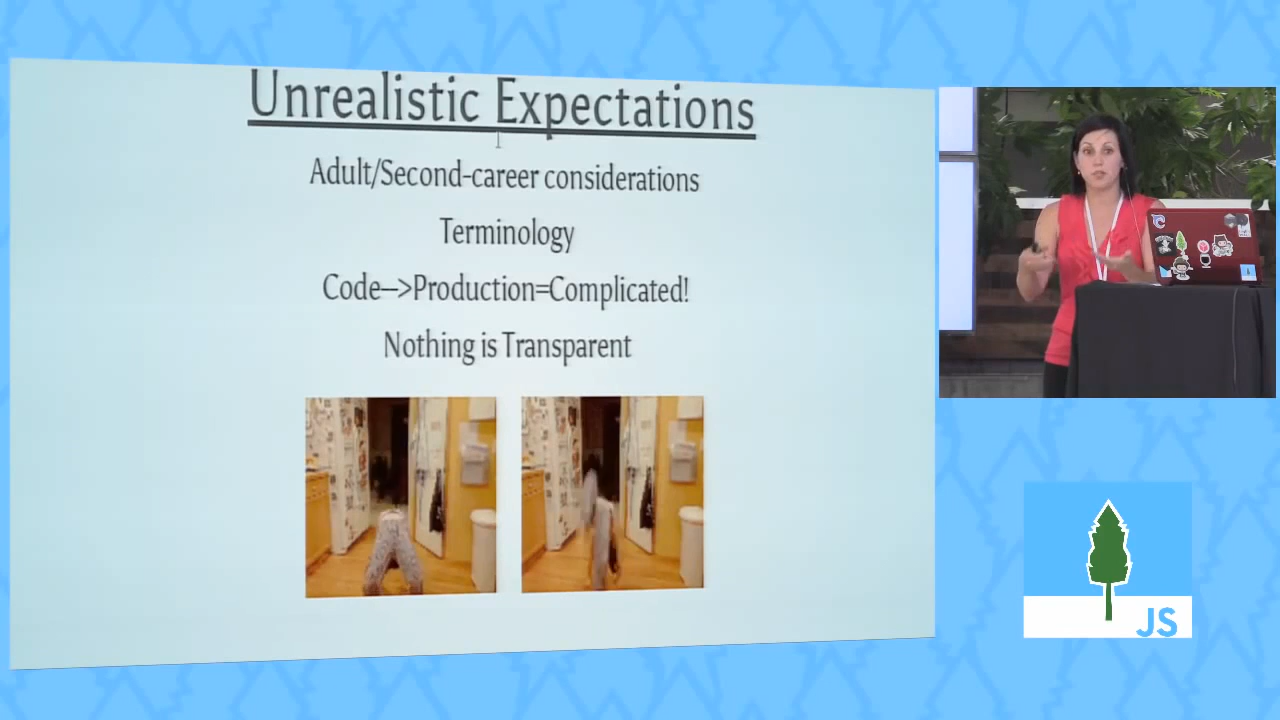 Unrealistic Expectations
Adult/Second-career considerations
Terminology
Code–>Production=Complicated!
Nothing is Transparent
JS